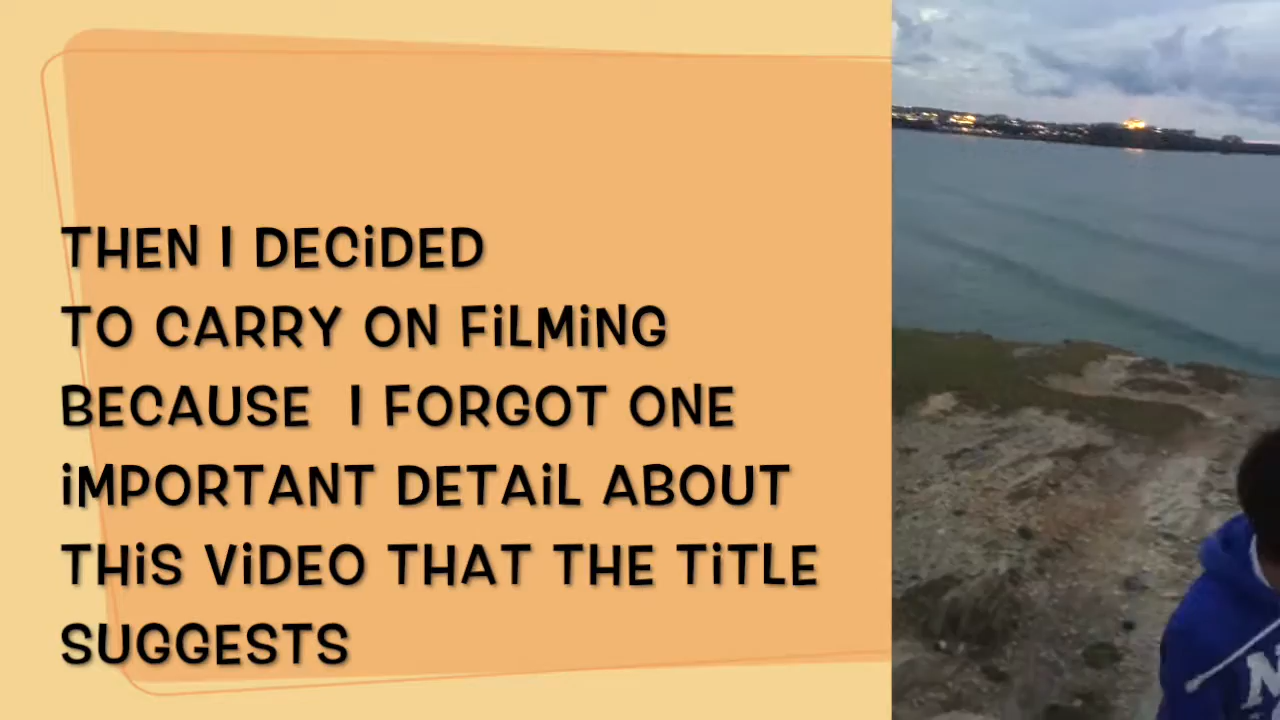 THEN I DECiDED
TO CARRY ON FiLMiNG
BECAUSE I FORGOT ONE
iMPORTANT DETAiL ABOUT
THiS ViDEO THAT THE TiTLE
SUGGESTS
N